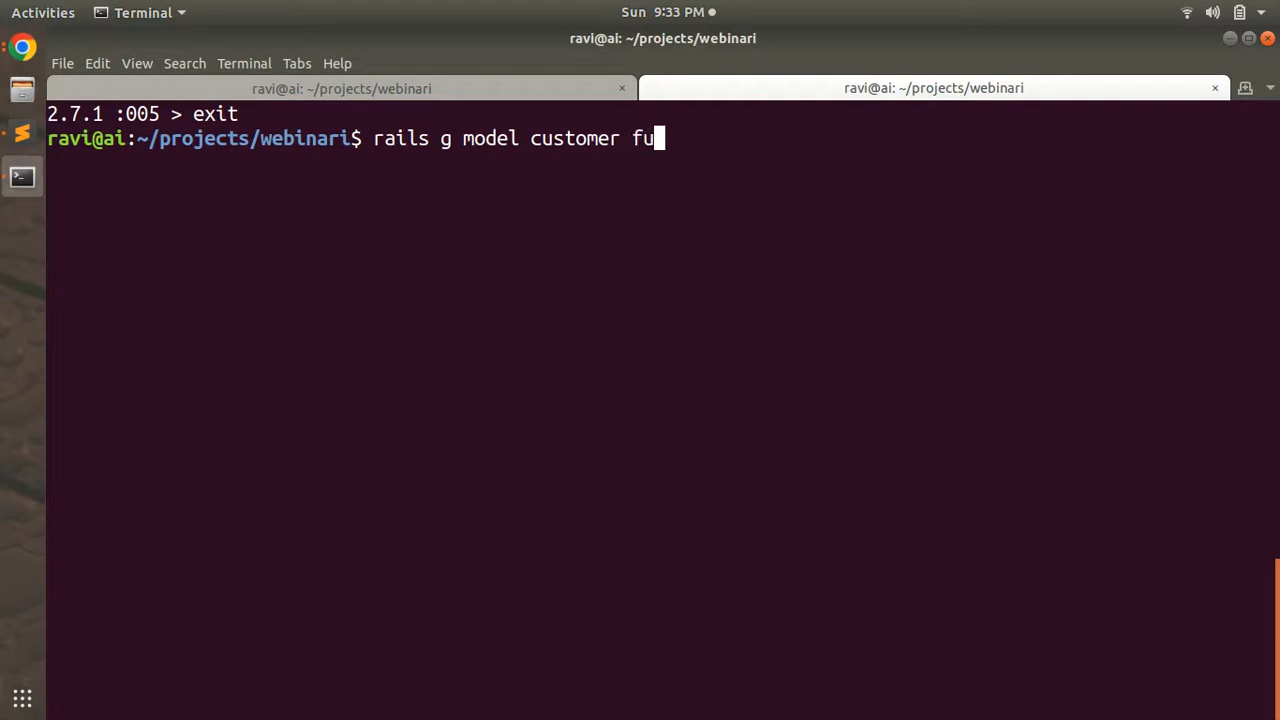 Activities Terminal Sun 9:33 PM
ravi@ai: ~/projects/webinari
File Edit View Search Terminal Tabs Help
ravi@ai: ~/projects/webinari × ravi@ai: ~/projects/webinari ×
2.7.1 :005 > exit
ravi@ai:~/projects/webinari$ rails g model customer fu